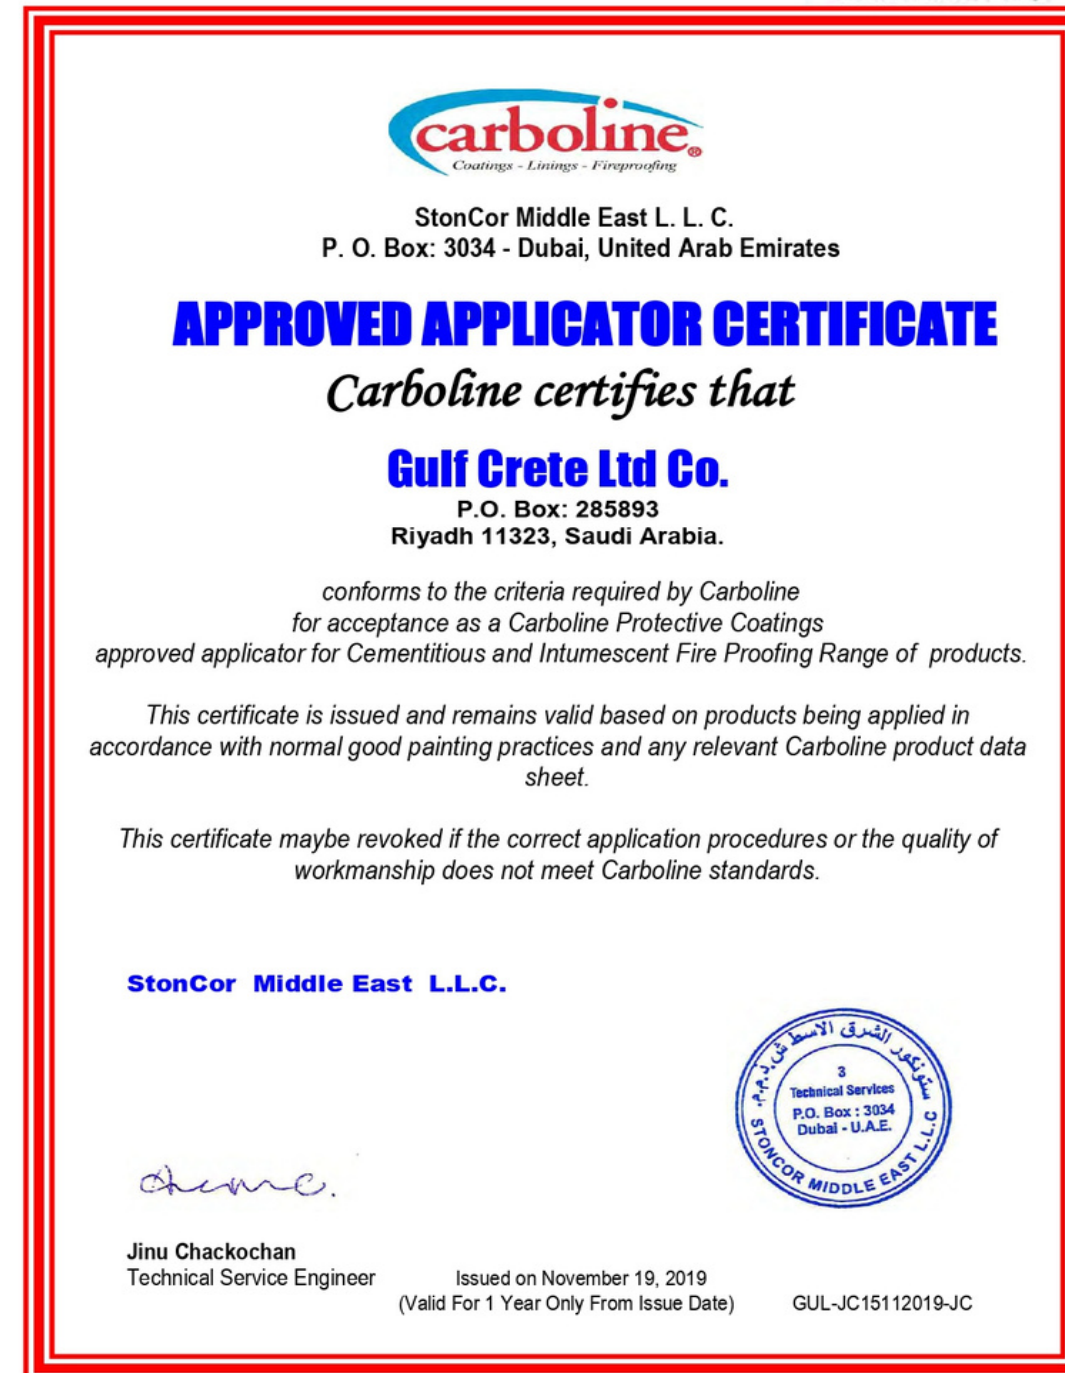 carboline®
Coatings - Linings - Fireproofing
StonCor Middle East L. L. C.
P. O. Box: 3034 - Dubai, United Arab Emirates
APPROVED APPLICATOR CERTIFICATE
Carboline certifies that
Gulf Crete Ltd Co.
P.O. Box: 285893
Riyadh 11323, Saudi Arabia.
conforms to the criteria required by Carboline
for acceptance as a Carboline Protective Coatings
approved applicator for Cementitious and Intumescent Fire Proofing Range of products.
This certificate is issued and remains valid based on products being applied in
accordance with normal good painting practices and any relevant Carboline product data
sheet.
This certificate maybe revoked if the correct application procedures or the quality of
workmanship does not meet Carboline standards.
StonCor Middle East L.L.C.
ستونكور الشرق الاسط ش.ذ.م.م.
3
Technical Services
P.O. Box : 3034
Dubai - U.A.E.
STONCOR MIDDLE EAST L.L.C
Jinu Chackochan
Technical Service Engineer
Issued on November 19, 2019
(Valid For 1 Year Only From Issue Date)
GUL-JC15112019-JC